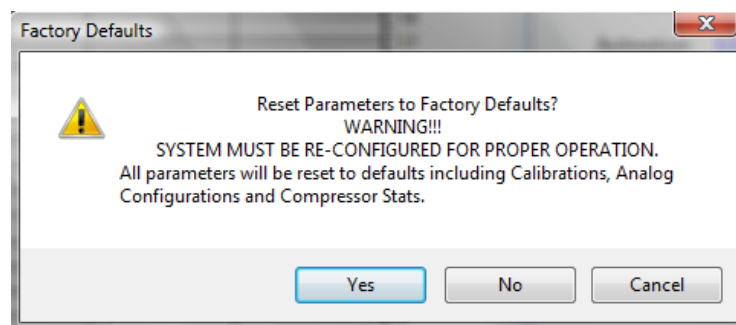 Factory Defaults
Reset Parameters to Factory Defaults?
WARNING!!!
SYSTEM MUST BE RE-CONFIGURED FOR PROPER OPERATION.
All parameters will be reset to defaults including Calibrations, Analog
Configurations and Compressor Stats.
Yes No Cancel